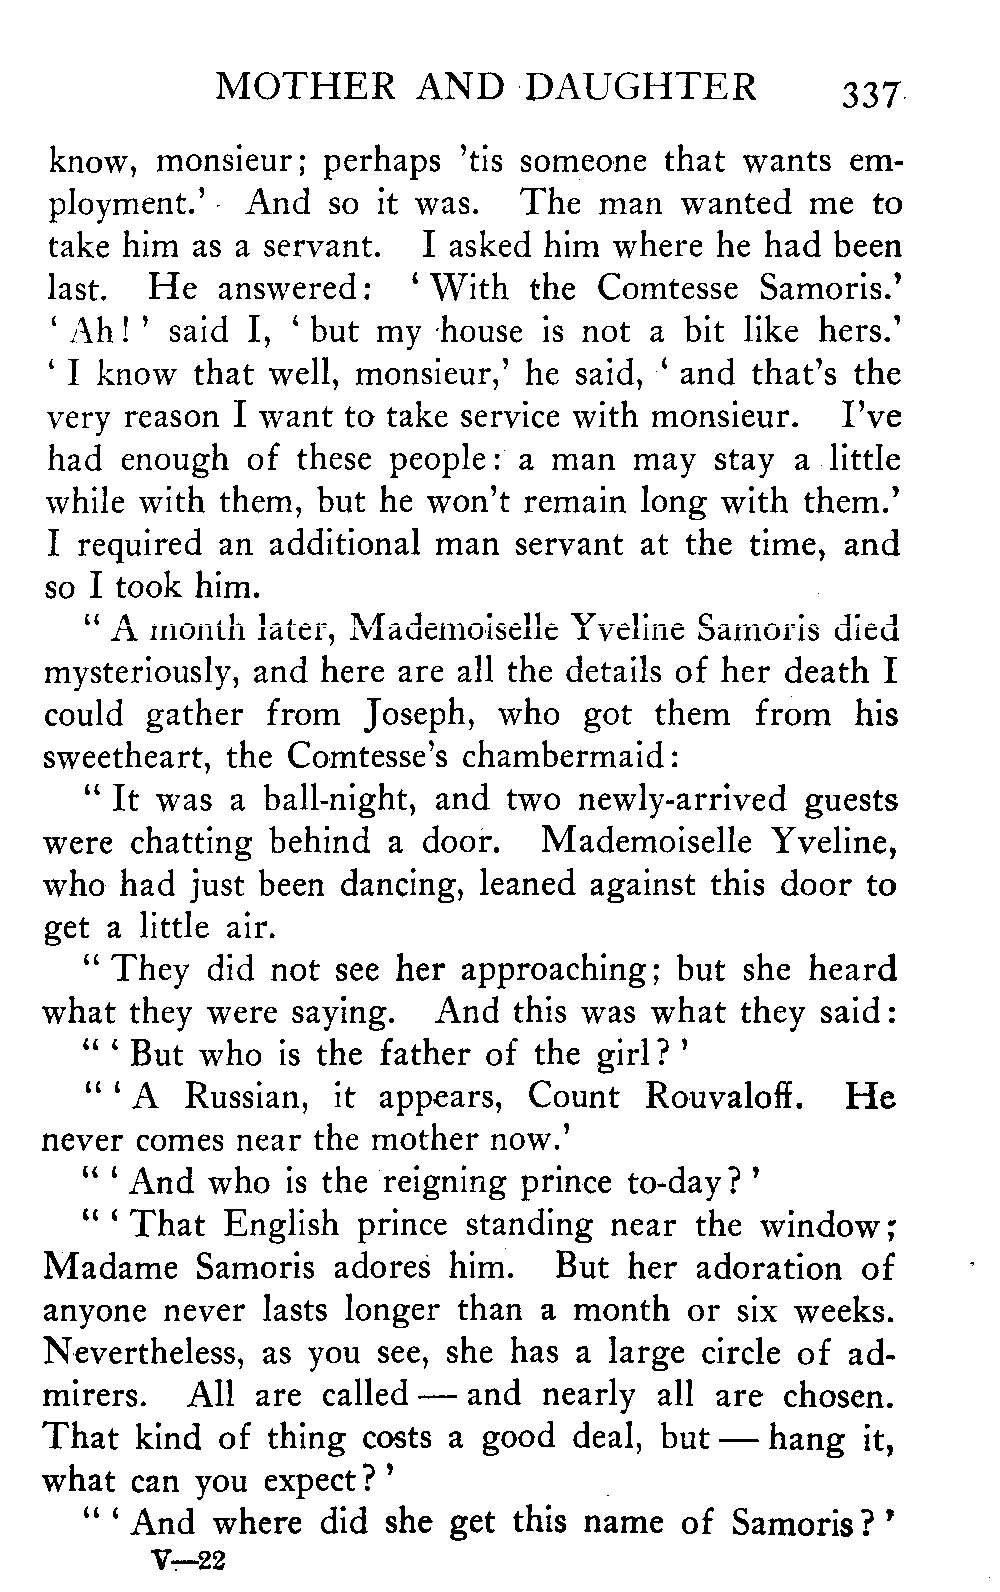 MOTHER AND DAUGHTER 337
know, monsieur; perhaps 'tis someone that wants em-
ployment.' And so it was. The man wanted me to
take him as a servant. I asked him where he had been
last. He answered: 'With the Comtesse Samoris.'
'Ah!' said I, 'but my house is not a bit like hers.'
'I know that well, monsieur,' he said, 'and that's the
very reason I want to take service with monsieur. I've
had enough of these people: a man may stay a little
while with them, but he won't remain long with them.'
I required an additional man servant at the time, and
so I took him.
"A month later, Mademoiselle Yveline Samoris died
mysteriously, and here are all the details of her death I
could gather from Joseph, who got them from his
sweetheart, the Comtesse's chambermaid:
"It was a ball-night, and two newly-arrived guests
were chatting behind a door. Mademoiselle Yveline,
who had just been dancing, leaned against this door to
get a little air.
"They did not see her approaching; but she heard
what they were saying. And this was what they said:
"'But who is the father of the girl?'
"'A Russian, it appears, Count Rouvaloff. He
never comes near the mother now.'
"'And who is the reigning prince to-day?'
"'That English prince standing near the window;
Madame Samoris adores him. But her adoration of
anyone never lasts longer than a month or six weeks.
Nevertheless, as you see, she has a large circle of ad-
mirers. All are called — and nearly all are chosen.
That kind of thing costs a good deal, but — hang it,
what can you expect?'
"'And where did she get this name of Samoris?'
V—22